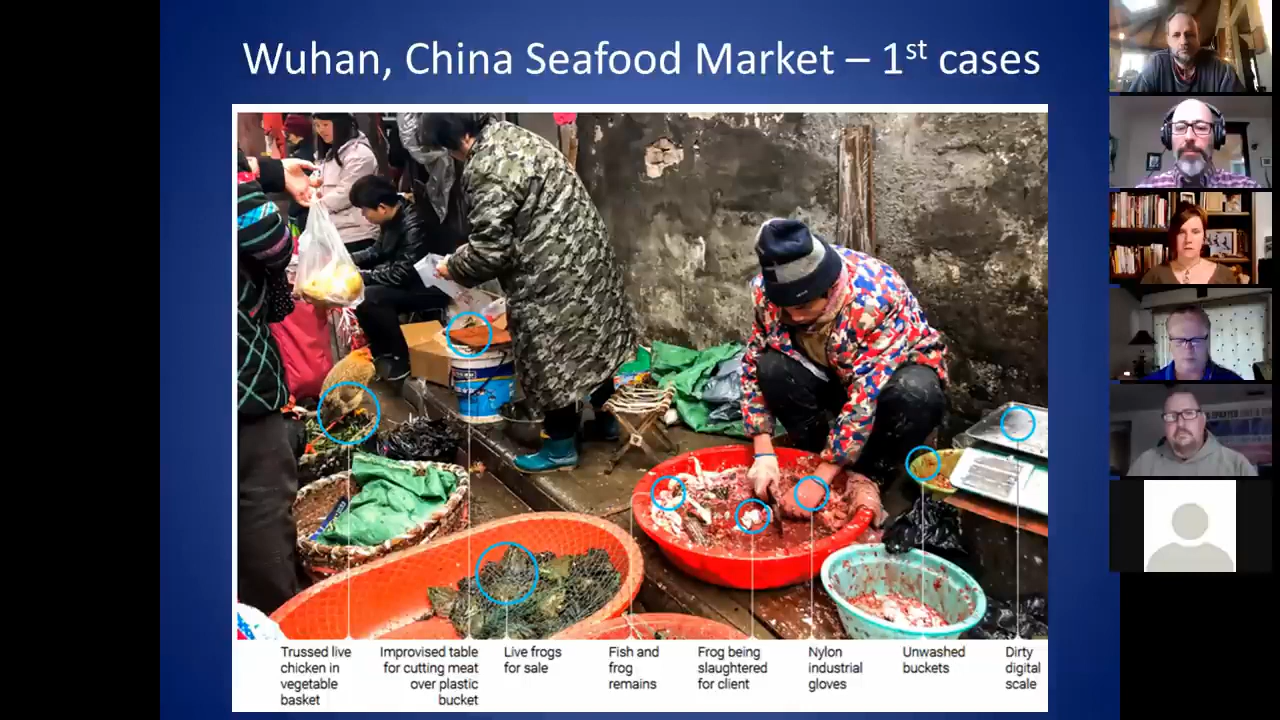 Wuhan, China Seafood Market – 1st cases
Trussed live
chicken in
vegetable
basket
Improvised table
for cutting meat
over plastic
bucket
Live frogs
for sale
Fish and
frog
remains
Frog being
slaughtered
for client
Nylon
industrial
gloves
Unwashed
buckets
Dirty
digital
scale